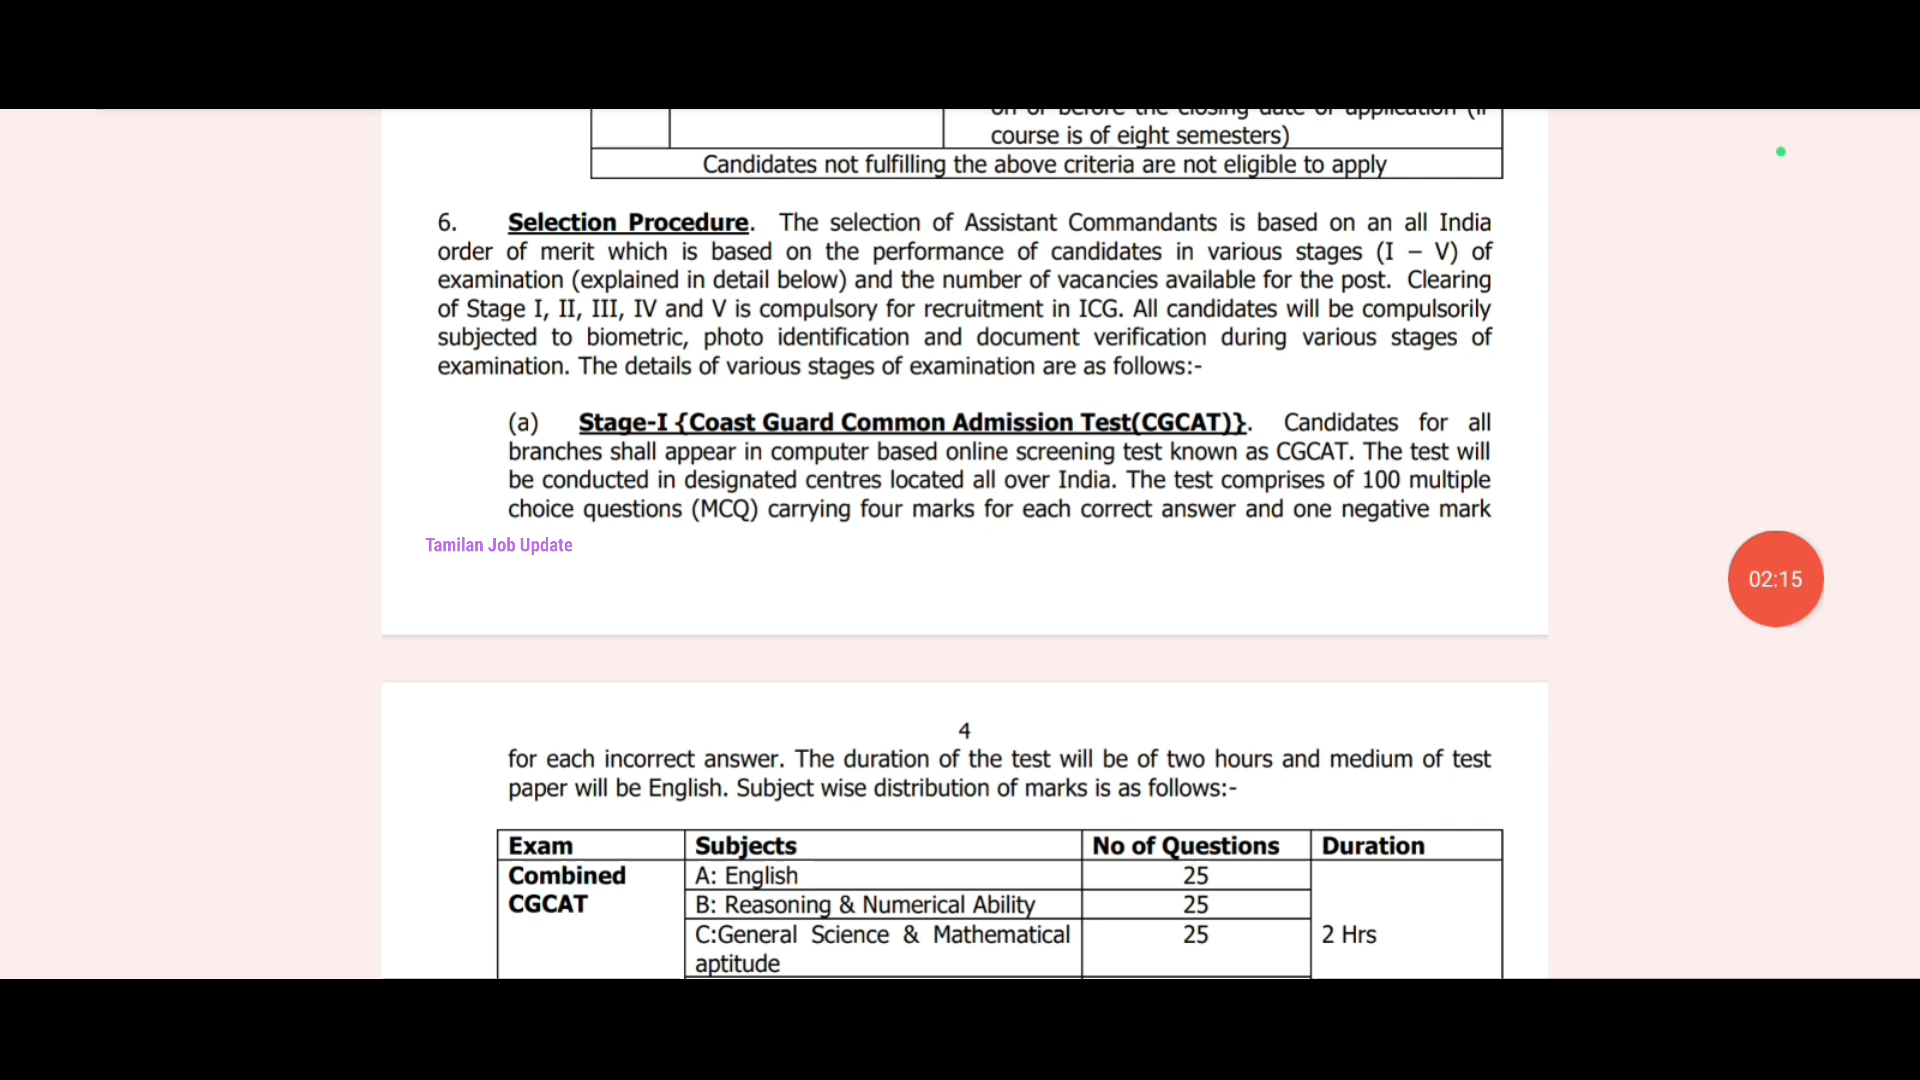 on or before the closing date of application (if
course is of eight semesters)
Candidates not fulfilling the above criteria are not eligible to apply
6. Selection Procedure. The selection of Assistant Commandants is based on an all India
order of merit which is based on the performance of candidates in various stages (I – V) of
examination (explained in detail below) and the number of vacancies available for the post. Clearing
of Stage I, II, III, IV and V is compulsory for recruitment in ICG. All candidates will be compulsorily
subjected to biometric, photo identification and document verification during various stages of
examination. The details of various stages of examination are as follows:-
(a) Stage-I {Coast Guard Common Admission Test(CGCAT)}. Candidates for all
branches shall appear in computer based online screening test known as CGCAT. The test will
be conducted in designated centres located all over India. The test comprises of 100 multiple
choice questions (MCQ) carrying four marks for each correct answer and one negative mark
Tamilan Job Update
02:15
4
for each incorrect answer. The duration of the test will be of two hours and medium of test
paper will be English. Subject wise distribution of marks is as follows:-
Exam Subjects No of Questions Duration
Combined A: English 25
CGCAT B: Reasoning & Numerical Ability 25
C:General Science & Mathematical 25 2 Hrs
aptitude